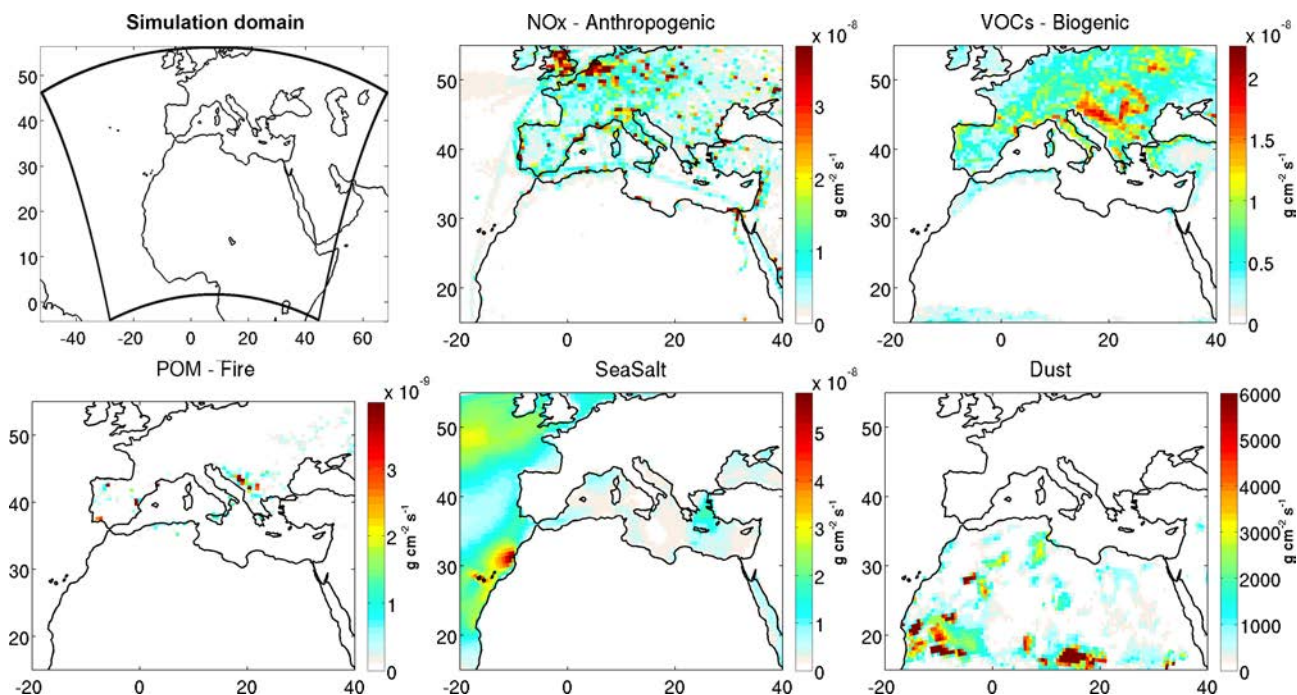 Simulation domain
50
40
30
20
10
0
-40 -20 0 20 40 60
NOx - Anthropogenic
50
40
30
20
-20 0 20 40
x 10⁻⁸
3
2
1
0
g cm⁻² s⁻¹
VOCs - Biogenic
50
40
30
20
-20 0 20 40
x 10⁻⁸
2
1.5
1
0.5
0
g cm⁻² s⁻¹
POM - Fire
50
40
30
20
-20 0 20 40
x 10⁻⁹
3
2
1
0
g cm⁻² s⁻¹
SeaSalt
50
40
30
20
-20 0 20 40
x 10⁻⁸
5
4
3
2
1
0
g cm⁻² s⁻¹
Dust
50
40
30
20
-20 0 20 40
6000
5000
4000
3000
2000
1000
0
g cm⁻² s⁻¹